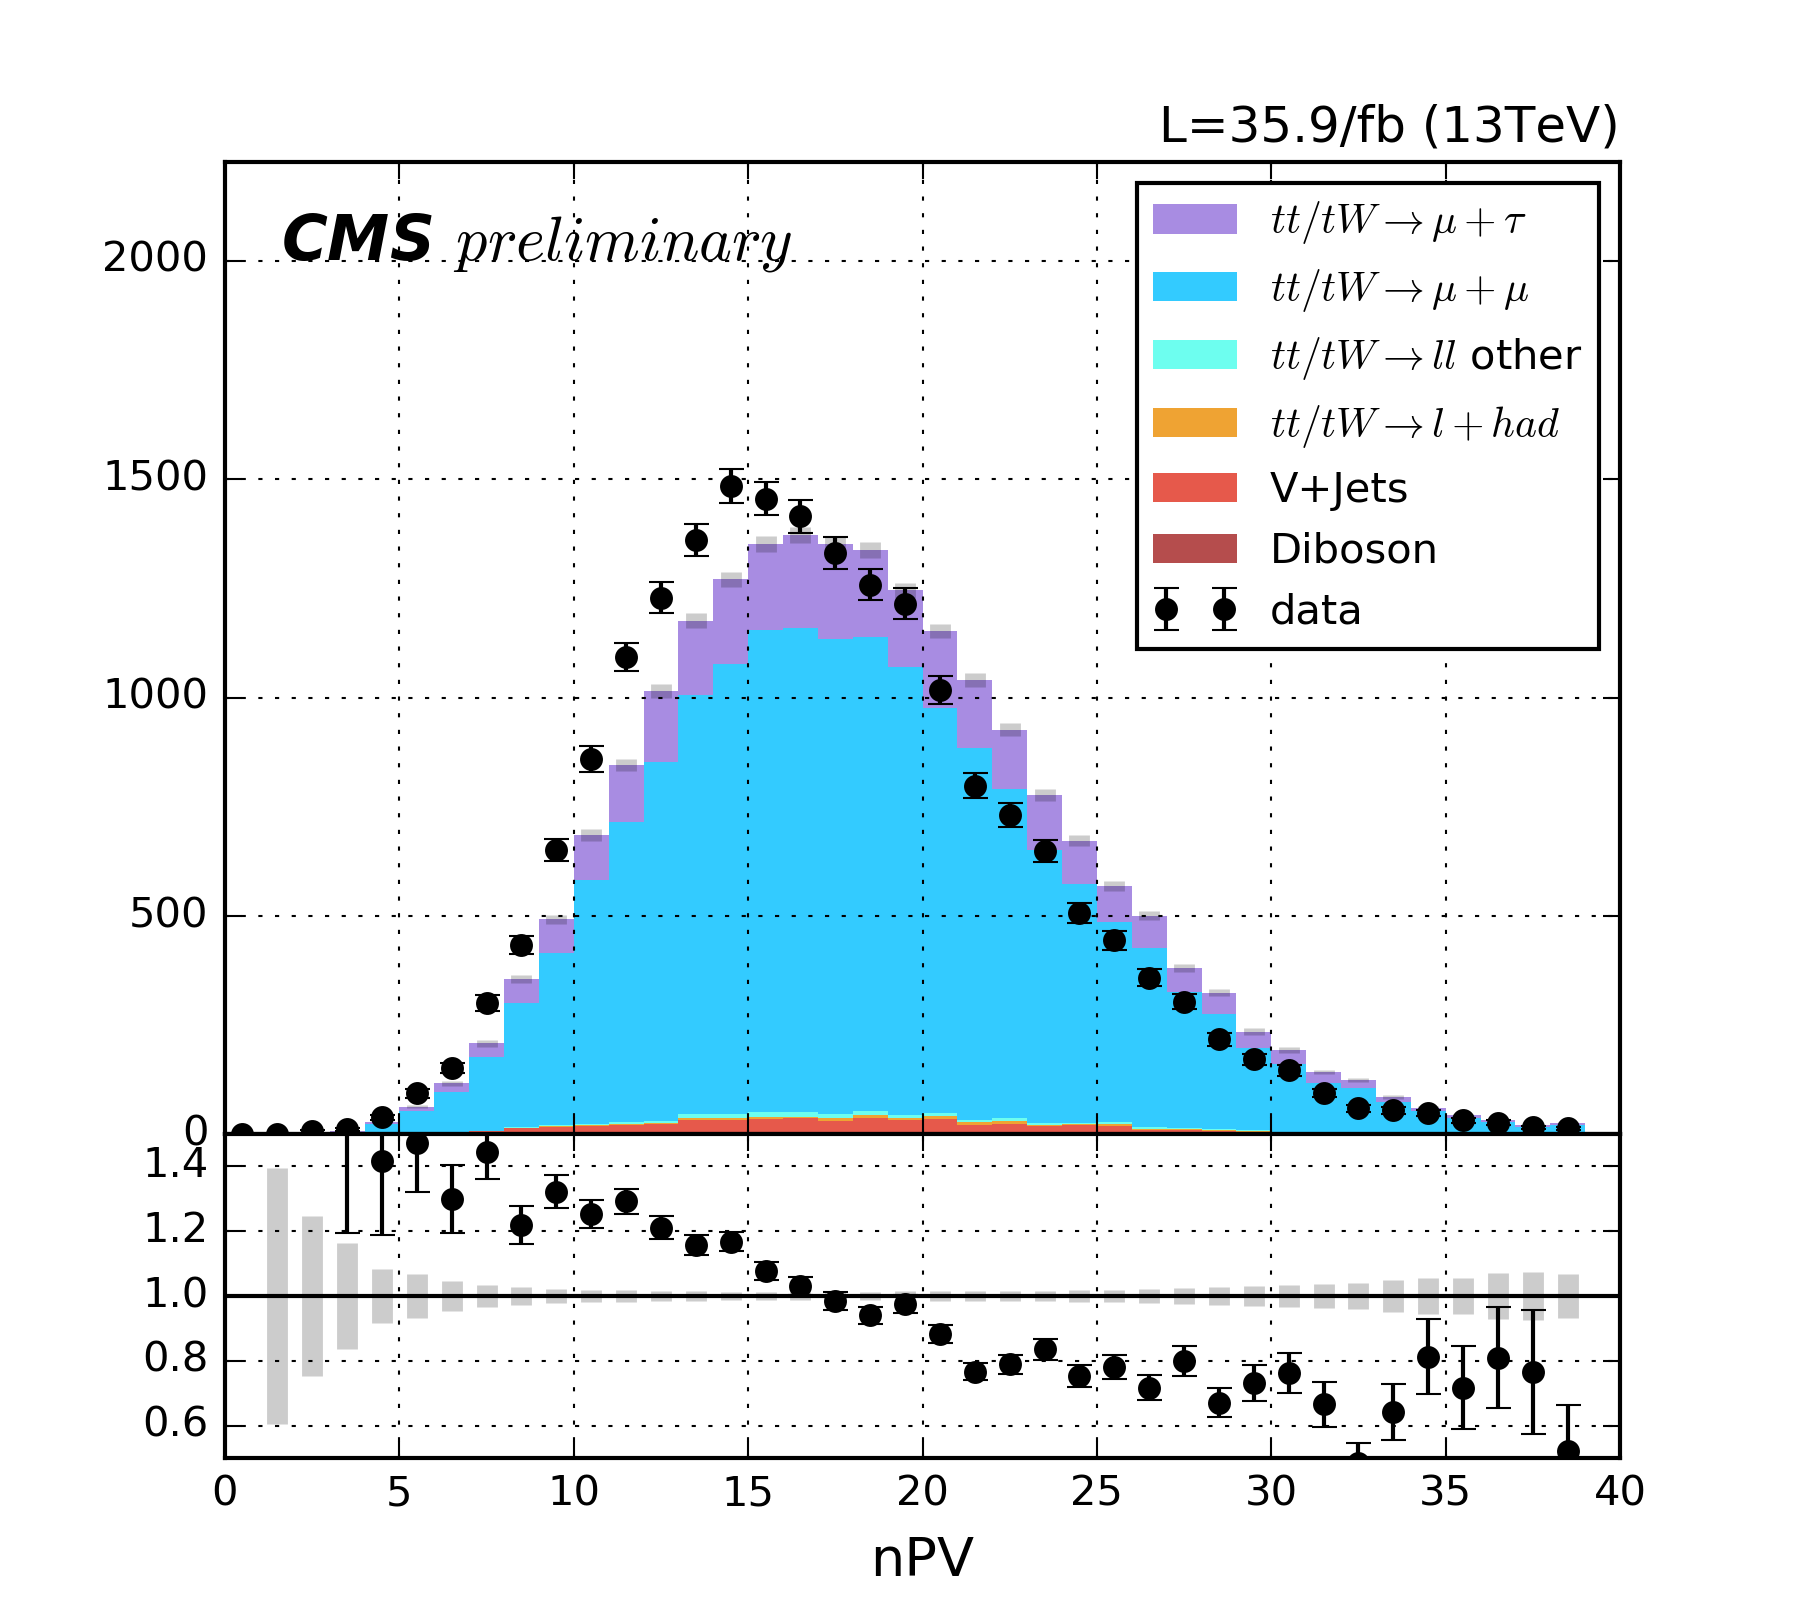 L=35.9/fb (13TeV)
CMS preliminary
2000
1500
1000
500
0
tt/tW→μ+τ
tt/tW→μ+μ
tt/tW→ll other
tt/tW→l+had
V+Jets
Diboson
data
1.4
1.2
1.0
0.8
0.6
0 5 10 15 20 25 30 35 40
nPV